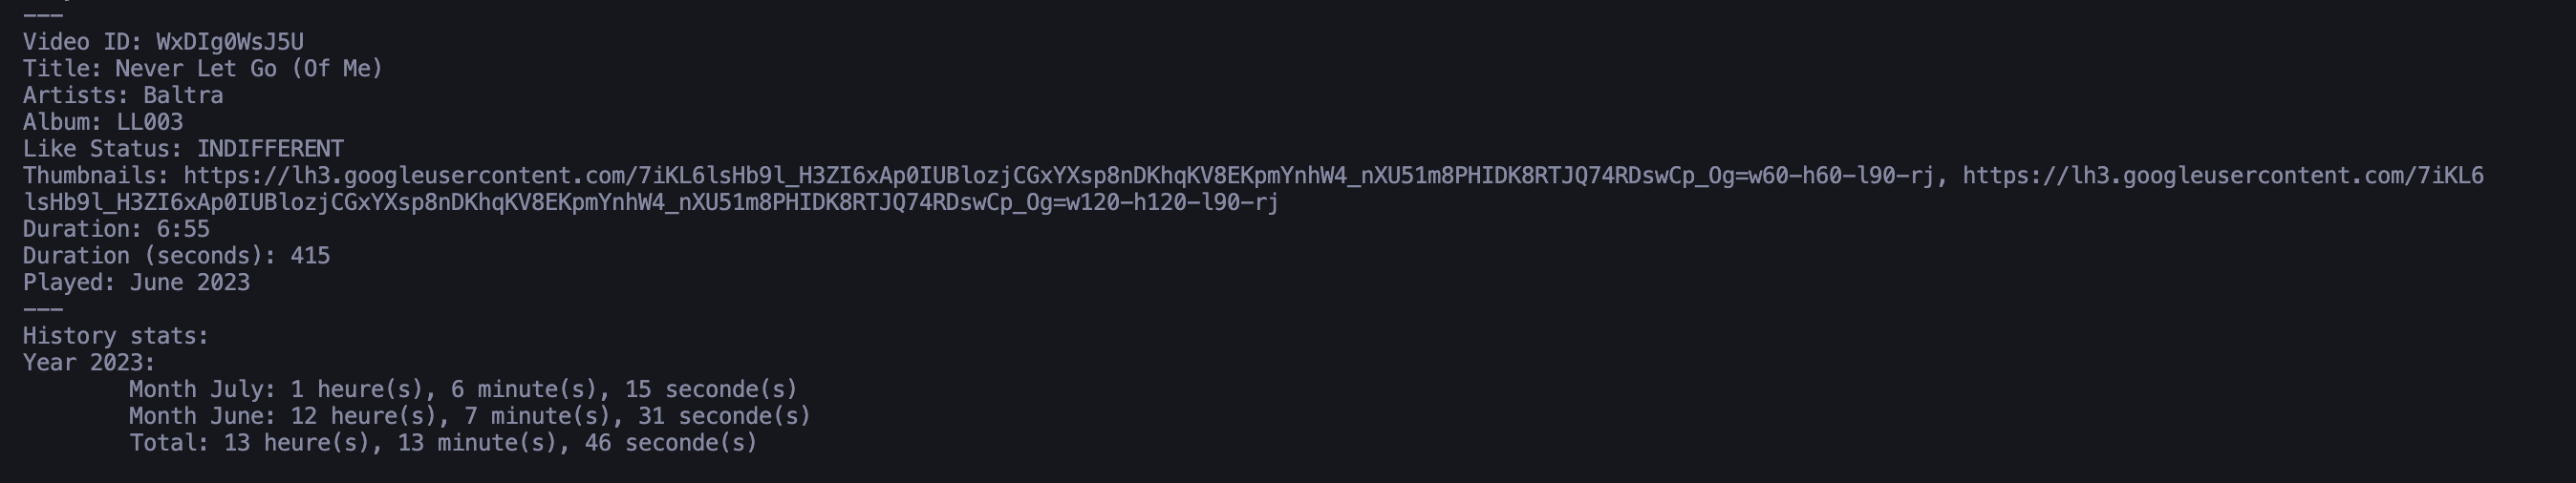 ---
Video ID: WxDIg0WsJ5U
Title: Never Let Go (Of Me)
Artists: Baltra
Album: LL003
Like Status: INDIFFERENT
Thumbnails: https://lh3.googleusercontent.com/7iKL6lsHb9l_H3ZI6xAp0IUBlozjCGxYXsp8nDKhqKV8EKpmYnhW4_nXU51m8PHIDK8RTJQ74RDswCp_Og=w60-h60-l90-rj, https://lh3.googleusercontent.com/7iKL6
lsHb9l_H3ZI6xAp0IUBlozjCGxYXsp8nDKhqKV8EKpmYnhW4_nXU51m8PHIDK8RTJQ74RDswCp_Og=w120-h120-l90-rj
Duration: 6:55
Duration (seconds): 415
Played: June 2023
---
History stats:
Year 2023:
Month July: 1 heure(s), 6 minute(s), 15 seconde(s)
Month June: 12 heure(s), 7 minute(s), 31 seconde(s)
Total: 13 heure(s), 13 minute(s), 46 seconde(s)